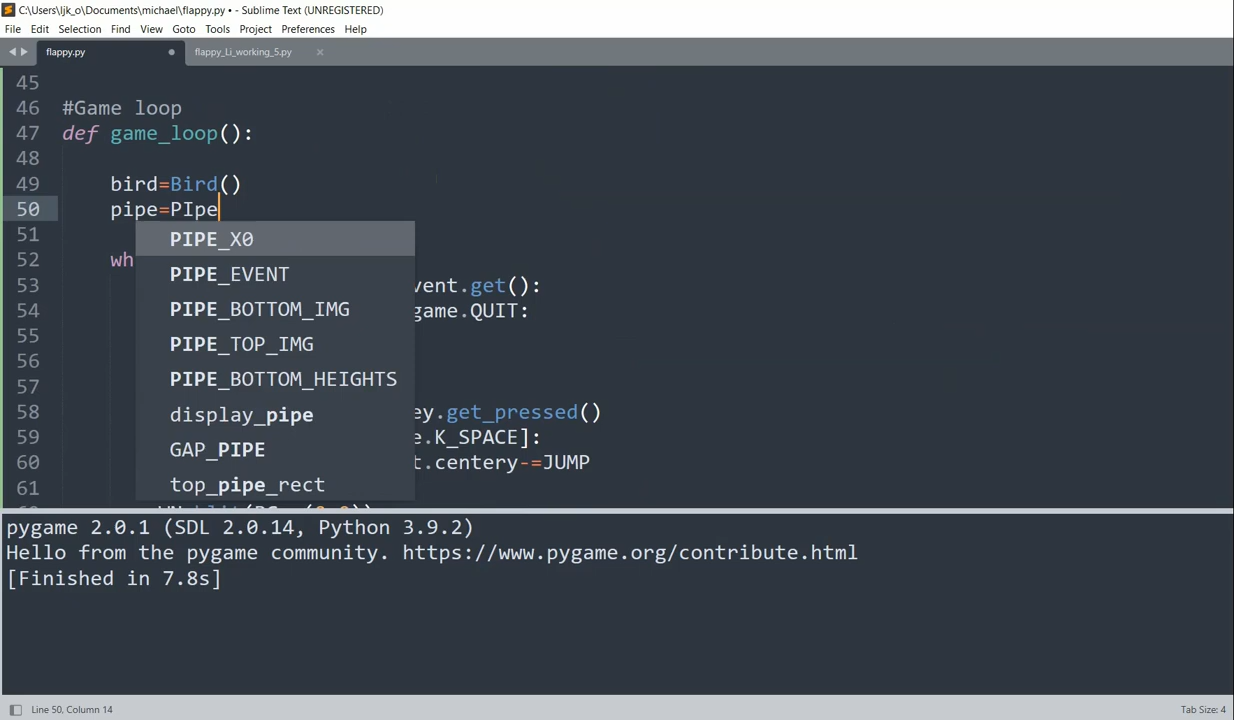 C:\Users\ljk_o\Documents\michael\flappy.py • - Sublime Text (UNREGISTERED)
File Edit Selection Find View Goto Tools Project Preferences Help
flappy.py flappy_Li_working_5.py
45
46 #Game loop
47 def game_loop():
48
49 bird=Bird()
50 pipe=PIpe
51 PIPE_X0
52 wh
PIPE_EVENT
53 vent.get():
54 PIPE_BOTTOM_IMG game.QUIT:
55 PIPE_TOP_IMG
56
57 PIPE_BOTTOM_HEIGHTS
58 display_pipe ey.get_pressed()
59 GAP_PIPE e.K_SPACE]:
60 t.centery-=JUMP
61 top_pipe_rect
pygame 2.0.1 (SDL 2.0.14, Python 3.9.2)
Hello from the pygame community. https://www.pygame.org/contribute.html
[Finished in 7.8s]
Line 50, Column 14 Tab Size: 4